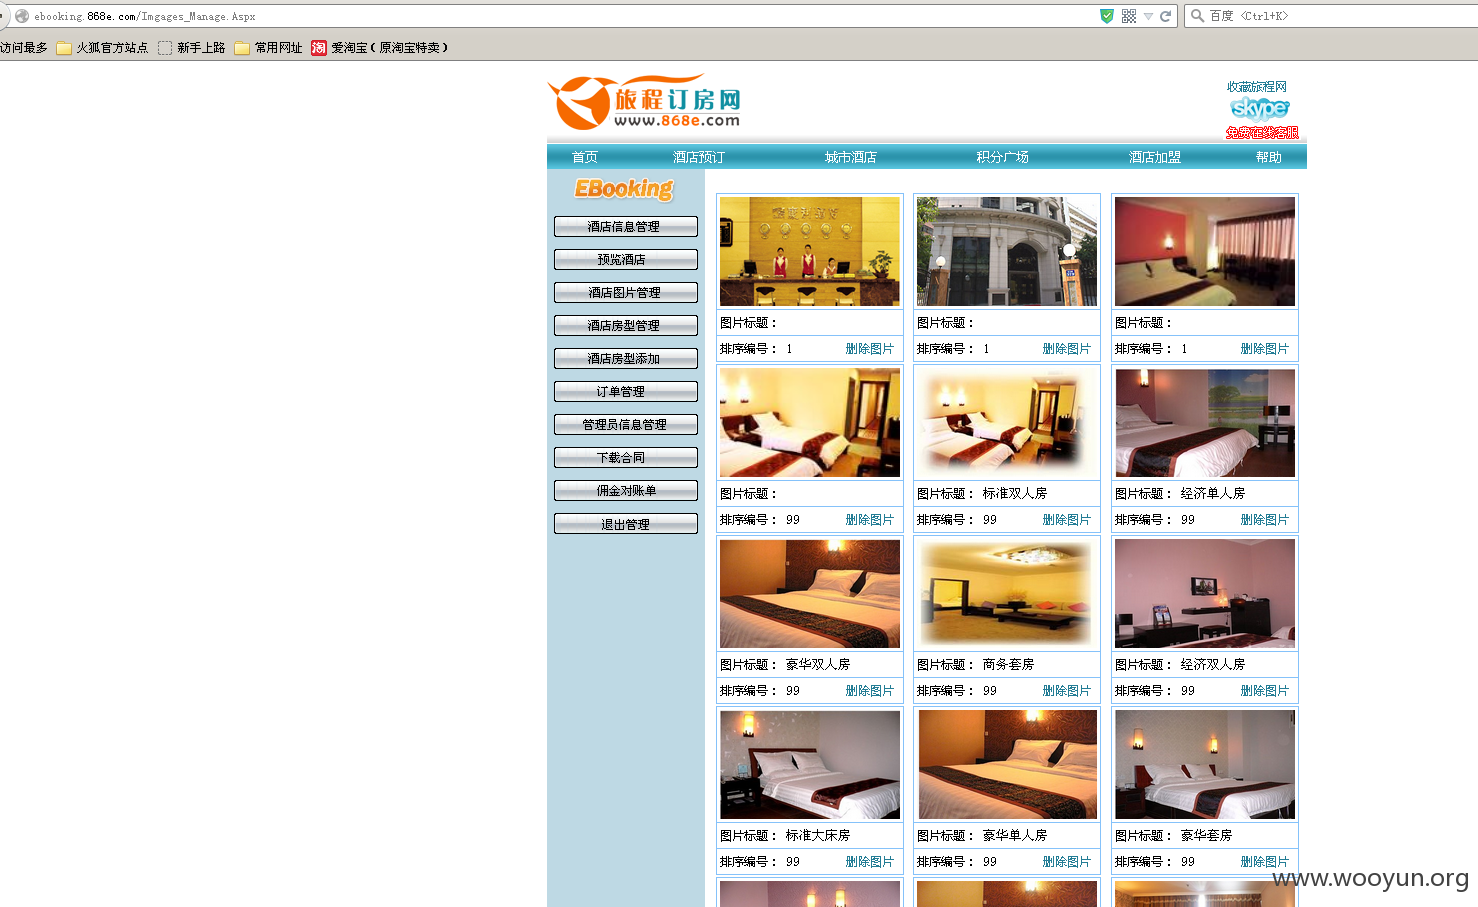 ebooking.868e.com/Imgages_Manage.Aspx
百度 <Ctrl+K>
访问最多 火狐官方站点 新手上路 常用网址 淘 爱淘宝（原淘宝特卖）
旅程订房网
www.868e.com
收藏旅程网
skype
免费在线客服
首页 酒店预订 城市酒店 积分广场 酒店加盟 帮助
EBooking
酒店信息管理
预览酒店
酒店图片管理
酒店房型管理
酒店房型添加
订单管理
管理员信息管理
下载合同
佣金对账单
退出管理
图片标题： 图片标题： 图片标题：
排序编号： 1 删除图片 排序编号： 1 删除图片 排序编号： 1 删除图片
图片标题： 图片标题： 标准双人房 图片标题： 经济单人房
排序编号： 99 删除图片 排序编号： 99 删除图片 排序编号： 99 删除图片
图片标题： 豪华双人房 图片标题： 商务套房 图片标题： 经济双人房
排序编号： 99 删除图片 排序编号： 99 删除图片 排序编号： 99 删除图片
图片标题： 标准大床房 图片标题： 豪华单人房 图片标题： 豪华套房
排序编号： 99 删除图片 排序编号： 99 删除图片 排序编号： 99 删除图片
www.wooyun.org